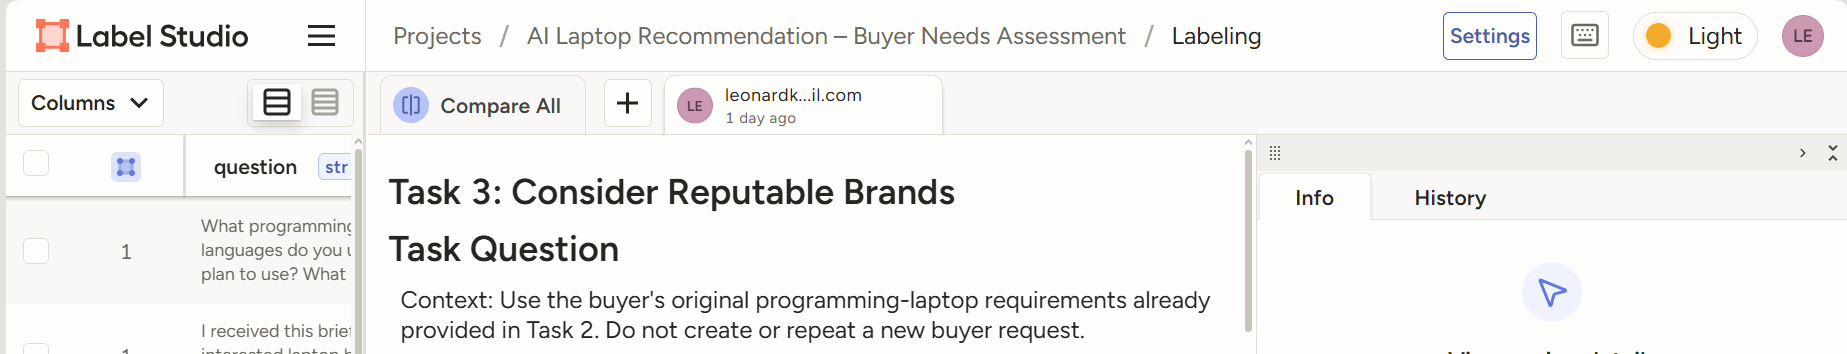 Label Studio
Projects / AI Laptop Recommendation – Buyer Needs Assessment / Labeling
Settings
Light
LE
Columns
Compare All
LE
leonardk...il.com
1 day ago
question
str
Task 3: Consider Reputable Brands
Task Question
Context: Use the buyer's original programming-laptop requirements already
provided in Task 2. Do not create or repeat a new buyer request.
Info
History
1
What programming
languages do you u
plan to use? What
1
I received this brief
interested laptop b